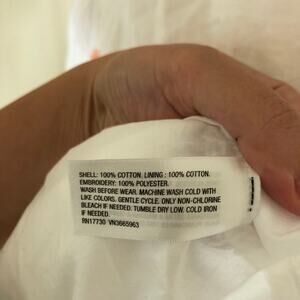 SHELL: 100% COTTON. LINING : 100% COTTON.
EMBROIDERY: 100% POLYESTER.
WASH BEFORE WEAR. MACHINE WASH COLD WITH
LIKE COLORS. GENTLE CYCLE. ONLY NON-CHLORINE
BLEACH IF NEEDED. TUMBLE DRY LOW. COLD IRON
IF NEEDED.
RN17730 VN3665963